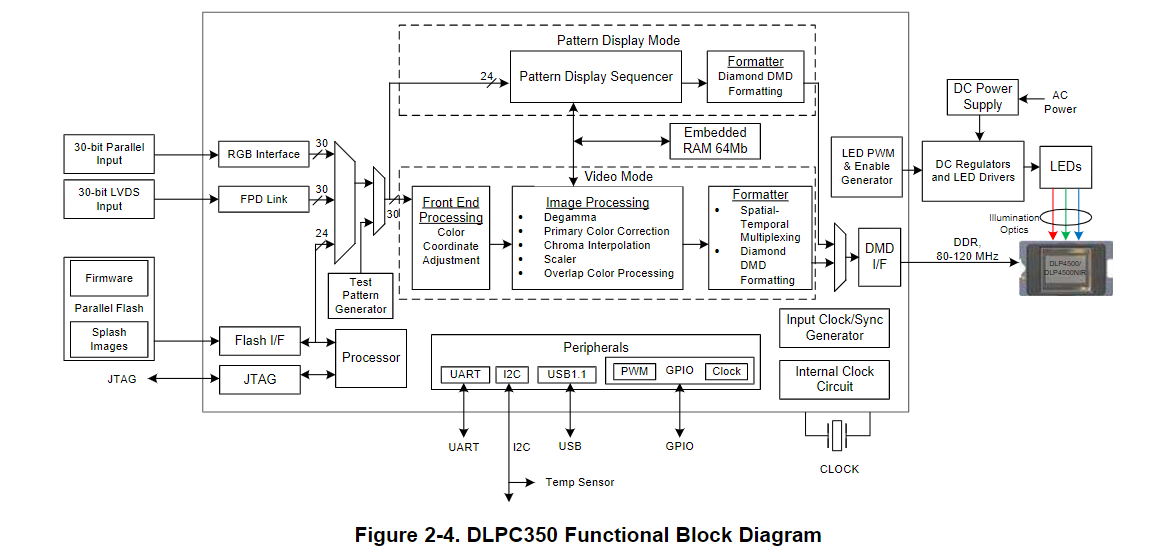 Pattern Display Mode
24
Pattern Display Sequencer
Formatter
Diamond DMD
Formatting
DC Power
Supply
AC
Power
30-bit Parallel
Input
RGB Interface
30
Embedded
RAM 64Mb
LED PWM
& Enable
Generator
DC Regulators
and LED Drivers
LEDs
30-bit LVDS
Input
FPD Link
30
30
24
Video Mode
Front End
Processing
Color
Coordinate
Adjustment
Image Processing
• Degamma
• Primary Color Correction
• Chroma Interpolation
• Scaler
• Overlap Color Processing
Formatter
• Spatial-
Temporal
Multiplexing
• Diamond
DMD
Formatting
DMD
I/F
Illumination
Optics
DDR,
80-120 MHz
DLP4500/
DLP4500NIR
Firmware
Parallel Flash
Splash
Images
Test
Pattern
Generator
Flash I/F
Processor
JTAG
JTAG
Input Clock/Sync
Generator
Internal Clock
Circuit
Peripherals
UART
I2C
USB1.1
PWM
GPIO
Clock
UART
I2C
USB
GPIO
CLOCK
Temp Sensor
Figure 2-4. DLPC350 Functional Block Diagram